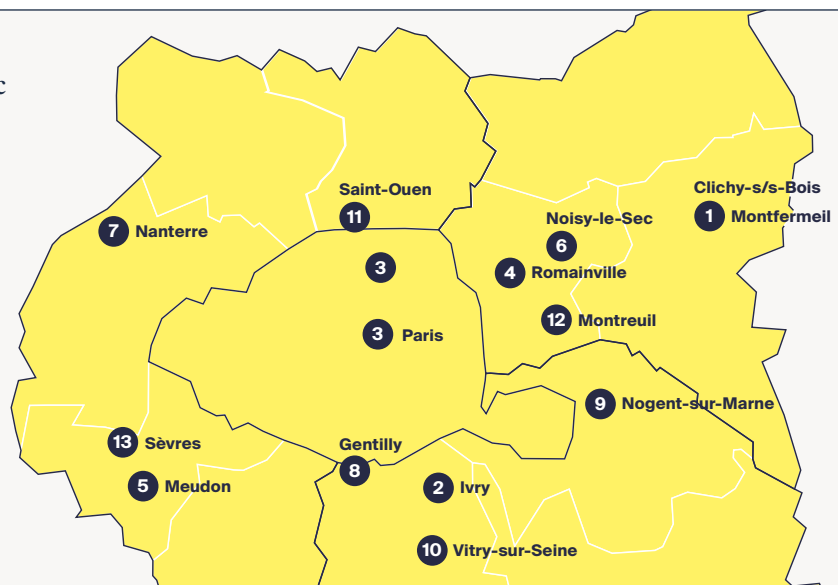 c
Clichy-s/s-Bois
1 Montfermeil
Saint-Ouen
11
Noisy-le-Sec
6
7 Nanterre
3
4 Romainville
12 Montreuil
3 Paris
9 Nogent-sur-Marne
13 Sèvres
Gentilly
8
5 Meudon
2 Ivry
10 Vitry-sur-Seine